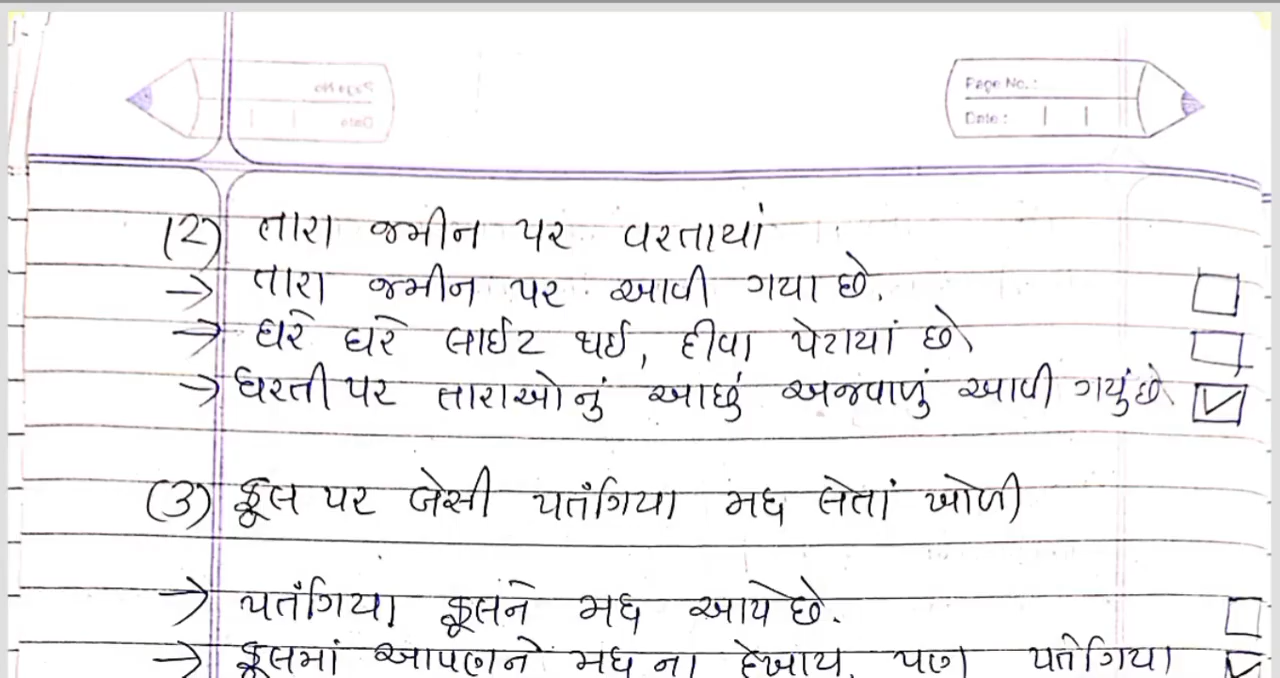 Page No. :
Date :
(2) તારા જમીન પર વરતાયાં
→ તારા જમીન પર આવી ગયા છે.
→ ઘરે ઘરે લાઈટ થઈ, દીવા પેટાયાં છે
→ ધરતી પર તારાઓનું આછું અજવાળું આવી ગયું છે.
(3) ફૂલ પર બેસી પતંગિયા મધ લેતાં ખોળી
→ પતંગિયા ફૂલને મધ આપે છે.
→ ફૂલમાં આપણને મધ ના દેખાય, પણ પતંગિયા